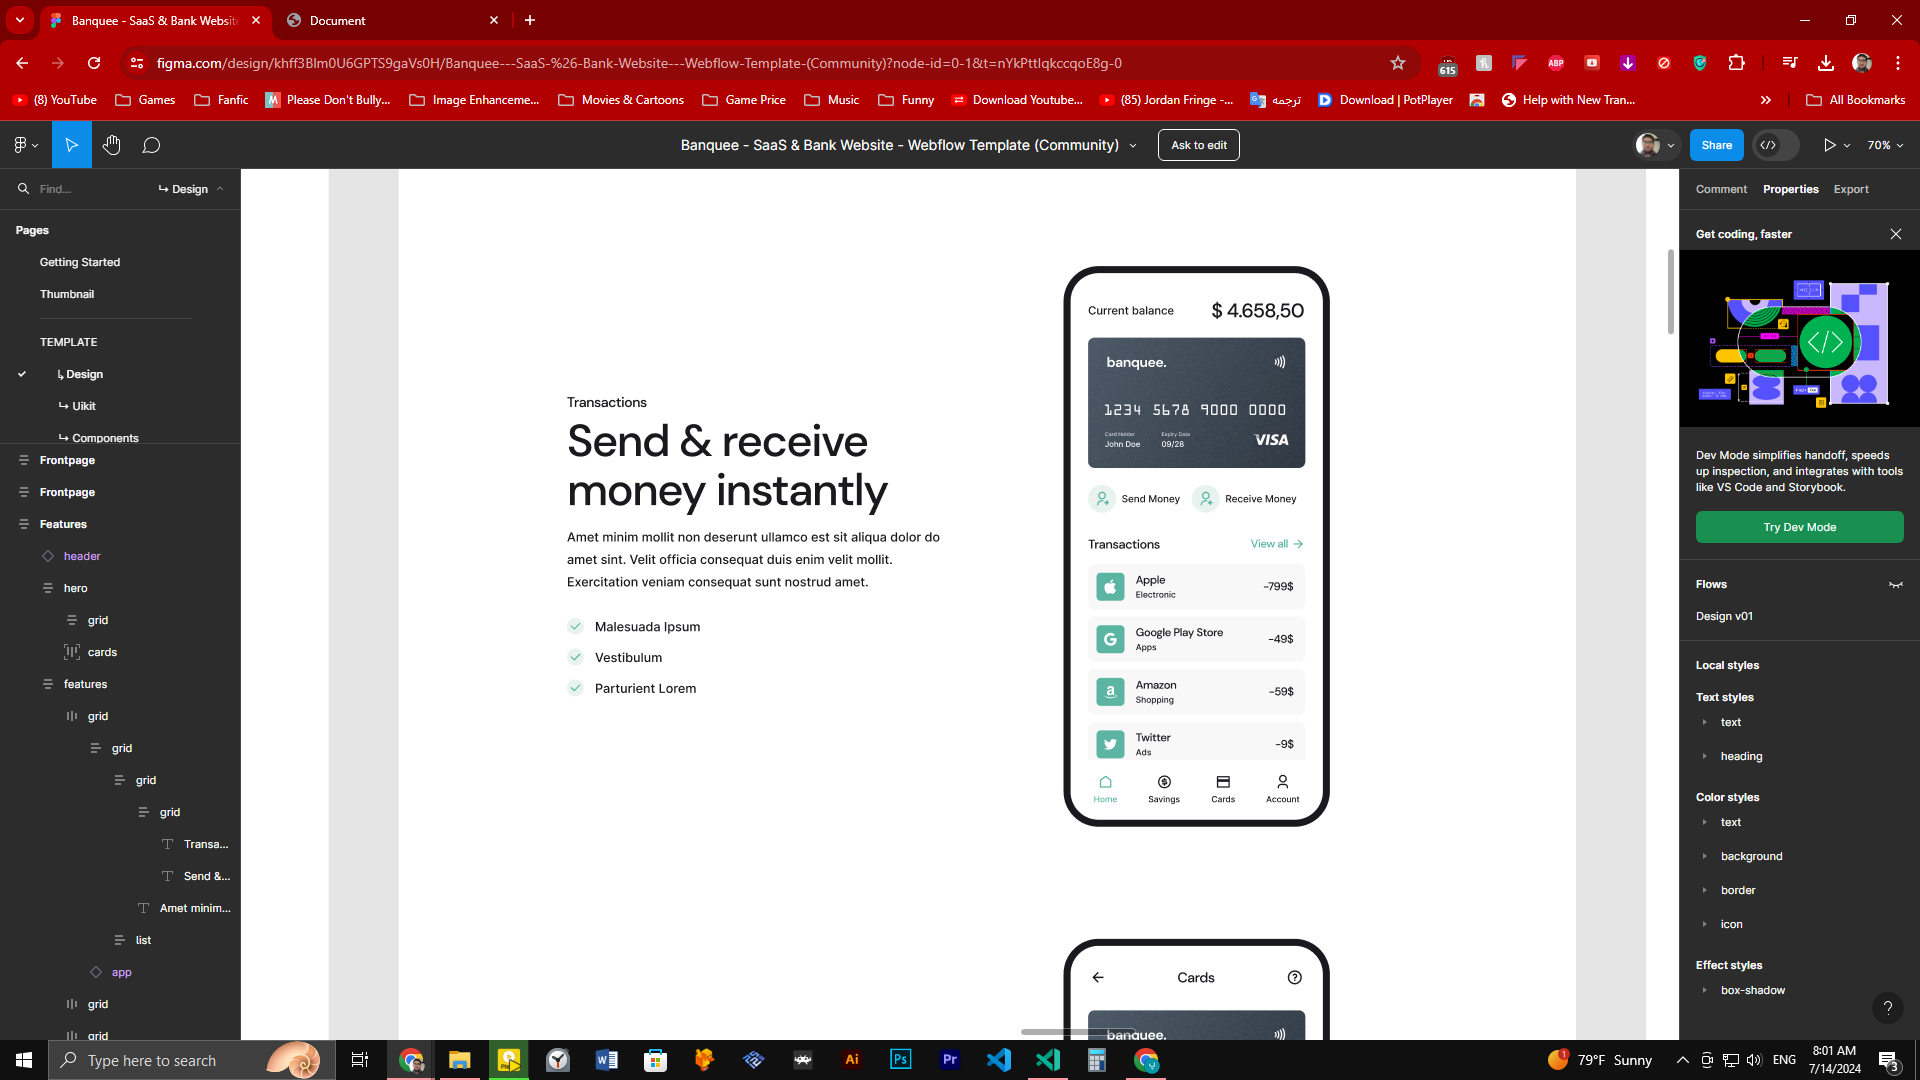 Banquee - SaaS & Bank Website
Document
figma.com/design/khff3Blm0U6GPTS9gaVs0H/Banquee---SaaS-%26-Bank-Website---Webflow-Template-(Community)?node-id=0-1&t=nYkPttIqkccqoE8g-0
615
ABP
(8) YouTube
Games
Fanfic
Please Don't Bully...
Image Enhanceme...
Movies & Cartoons
Game Price
Music
Funny
Download Youtube...
(85) Jordan Fringe -...
ترجمه
Download | PotPlayer
Help with New Tran...
All Bookmarks
Banquee - SaaS & Bank Website - Webflow Template (Community)
Ask to edit
Share
70%
Find...
Design
Pages
Getting Started
Thumbnail
TEMPLATE
Design
Uikit
Components
Frontpage
Frontpage
Features
header
hero
grid
cards
features
grid
grid
grid
grid
Transa...
Send &...
Amet minim...
list
app
grid
grid
Transactions
Send & receive
money instantly
Amet minim mollit non deserunt ullamco est sit aliqua dolor do
amet sint. Velit officia consequat duis enim velit mollit.
Exercitation veniam consequat sunt nostrud amet.
Malesuada Ipsum
Vestibulum
Parturient Lorem
Current balance
$ 4.658,50
banquee.
1234 5678 9000 0000
Card Holder
Expiry Date
John Doe
09/28
VISA
Send Money
Receive Money
Transactions
View all
Apple
Electronic
-799$
Google Play Store
Apps
-49$
Amazon
Shopping
-59$
Twitter
Ads
-9$
Home
Savings
Cards
Account
Cards
banquee.
Comment
Properties
Export
Get coding, faster
Dev Mode simplifies handoff, speeds
up inspection, and integrates with tools
like VS Code and Storybook.
Try Dev Mode
Flows
Design v01
Local styles
Text styles
text
heading
Color styles
text
background
border
icon
Effect styles
box-shadow
?
Type here to search
Ai
Ps
Pr
1
79°F Sunny
ENG
8:01 AM
7/14/2024
3